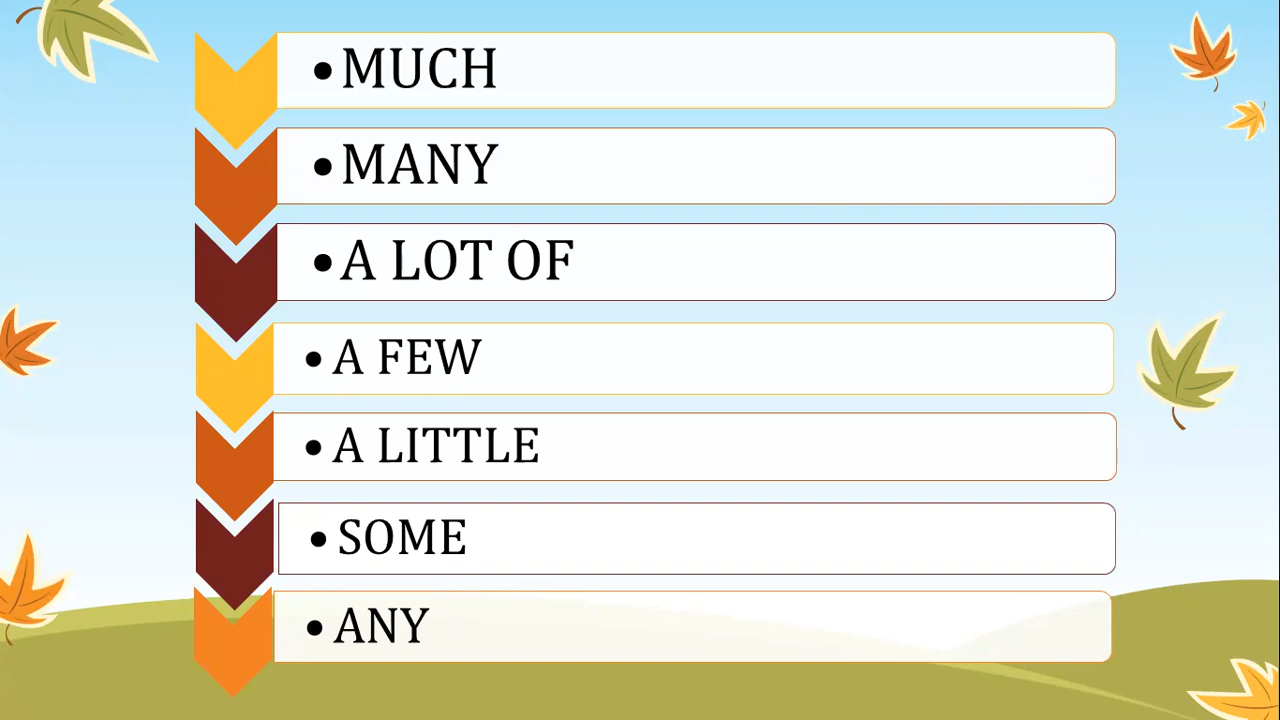 •MUCH
•MANY
•A LOT OF
•A FEW
•A LITTLE
•SOME
•ANY